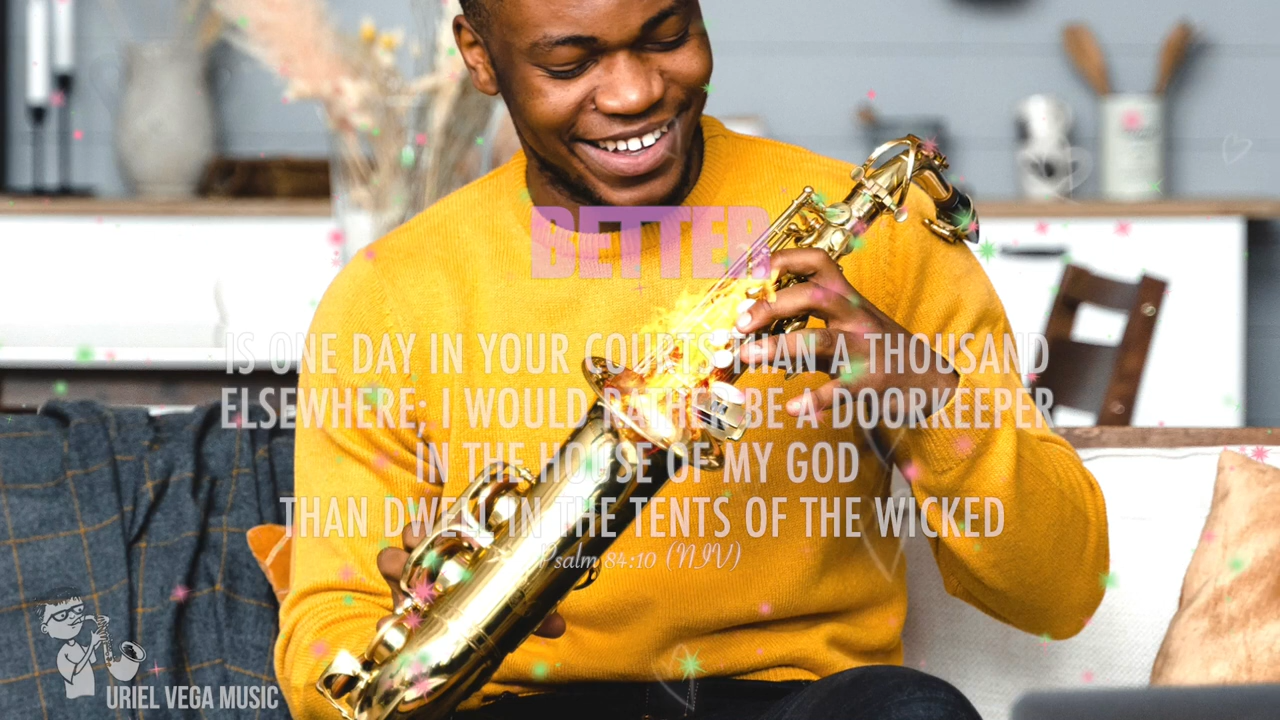 BETTER
IS ONE DAY IN YOUR COURTS THAN A THOUSAND
ELSEWHERE; I WOULD RATHER BE A DOORKEEPER
IN THE HOUSE OF MY GOD
THAN DWELL IN THE TENTS OF THE WICKED
Psalm 84:10 (NIV)
URIEL VEGA MUSIC